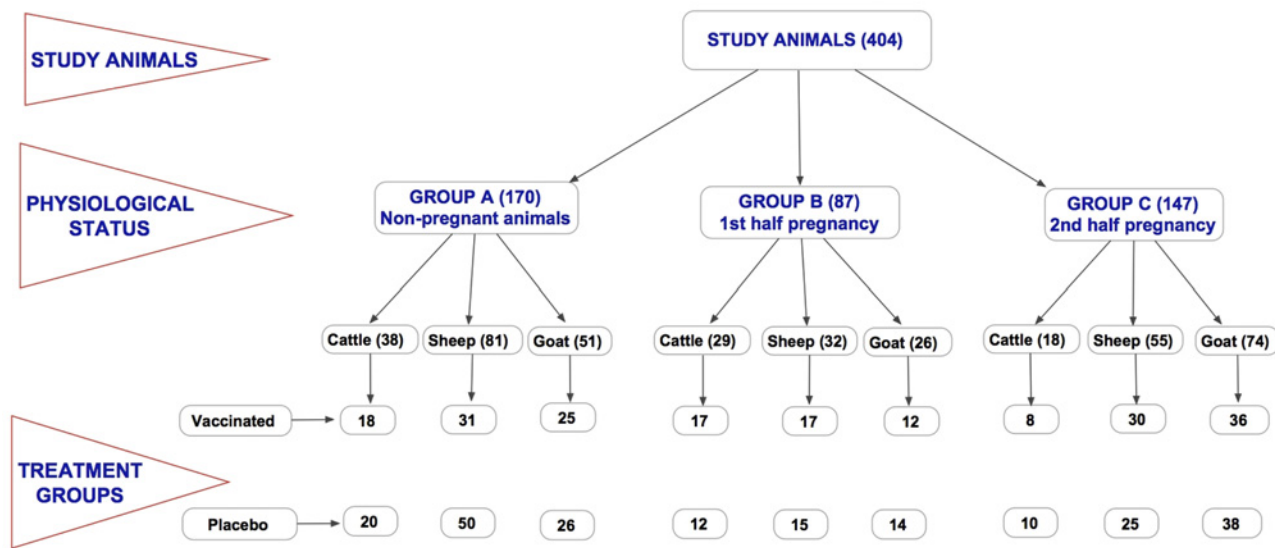 STUDY ANIMALS
STUDY ANIMALS (404)
PHYSIOLOGICAL
STATUS
GROUP A (170)
Non-pregnant animals
GROUP B (87)
1st half pregnancy
GROUP C (147)
2nd half pregnancy
Cattle (38) Sheep (81) Goat (51) Cattle (29) Sheep (32) Goat (26) Cattle (18) Sheep (55) Goat (74)
Vaccinated 18 31 25 17 17 12 8 30 36
TREATMENT
GROUPS
Placebo 20 50 26 12 15 14 10 25 38